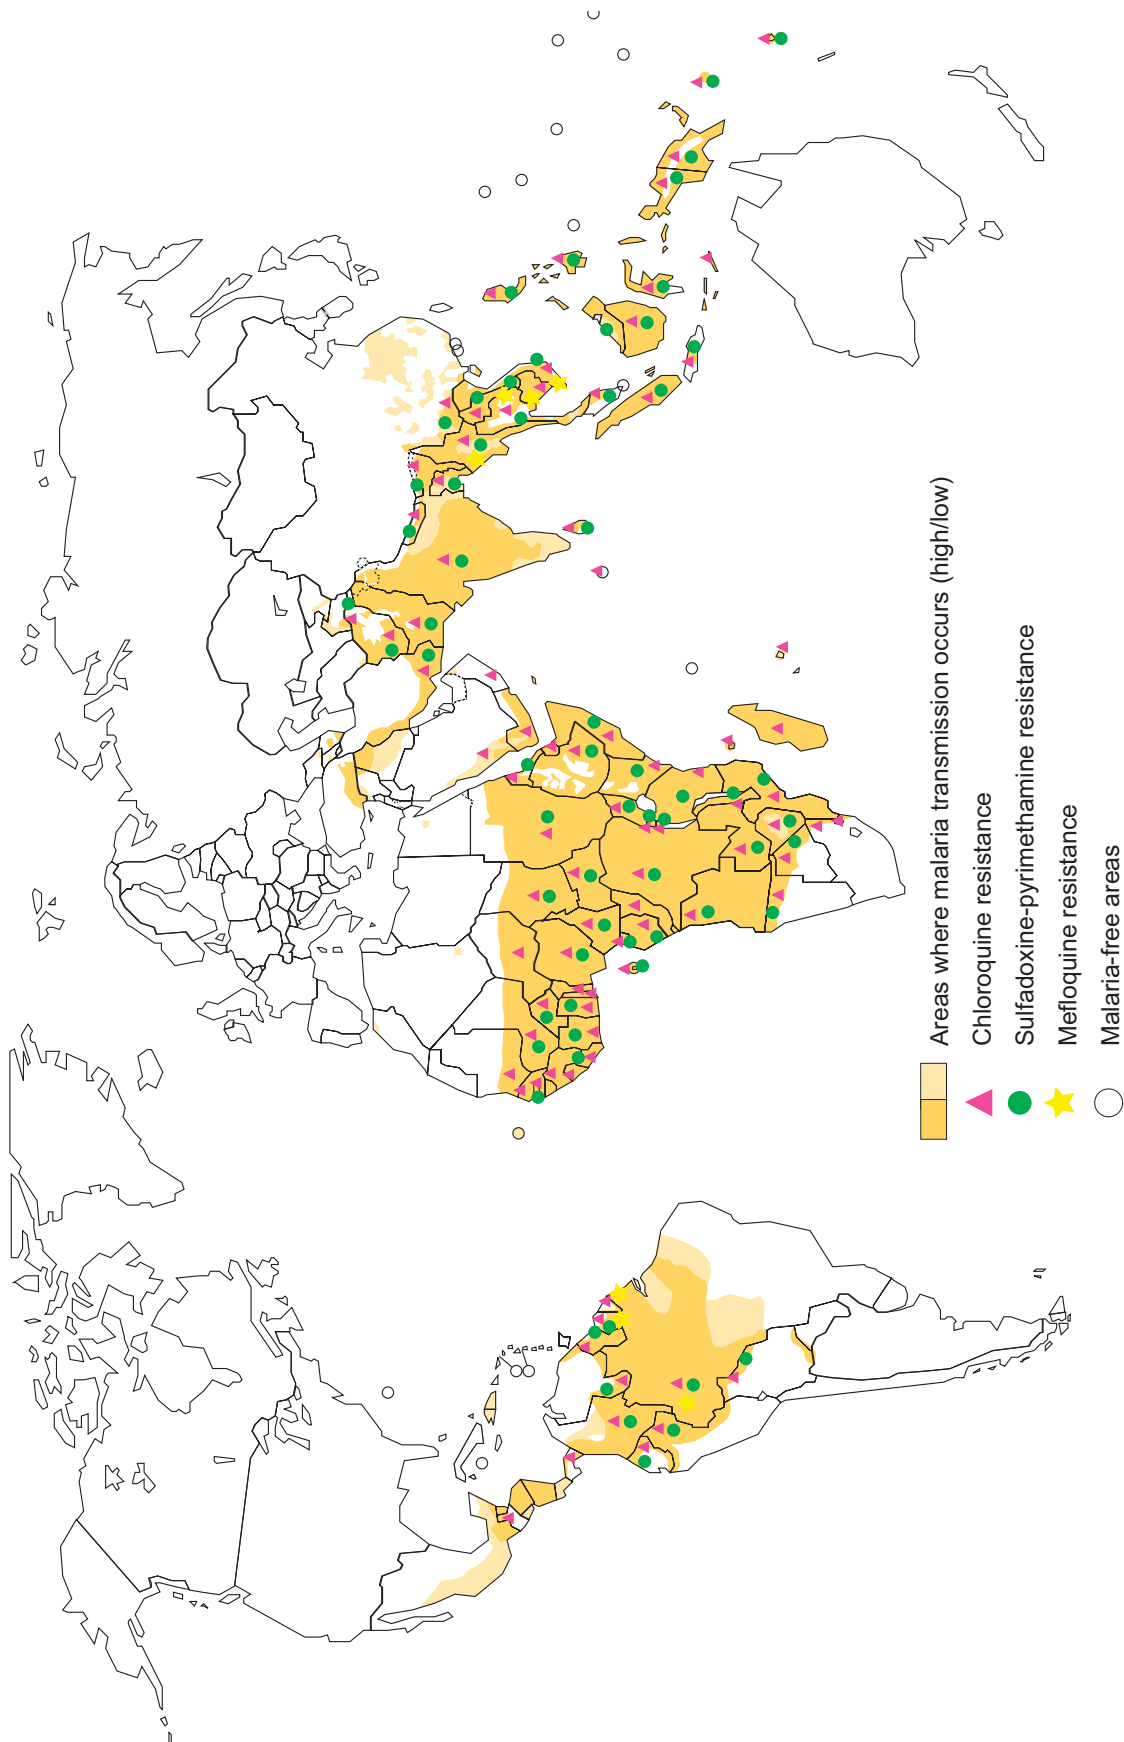 Areas where malaria transmission occurs (high/low)
Chloroquine resistance
Sulfadoxine-pyrimethamine resistance
Mefloquine resistance
Malaria-free areas